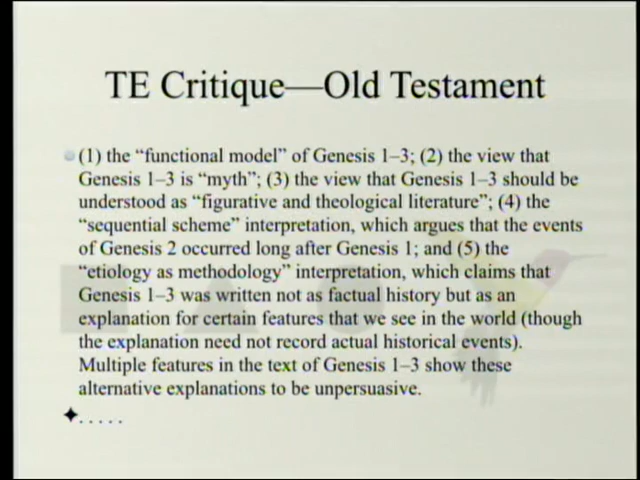 TE Critique—Old Testament
(1) the “functional model” of Genesis 1–3; (2) the view that
Genesis 1–3 is “myth”; (3) the view that Genesis 1–3 should be
understood as “figurative and theological literature”; (4) the
“sequential scheme” interpretation, which argues that the events
of Genesis 2 occurred long after Genesis 1; and (5) the
“etiology as methodology” interpretation, which claims that
Genesis 1–3 was written not as factual history but as an
explanation for certain features that we see in the world (though
the explanation need not record actual historical events).
Multiple features in the text of Genesis 1–3 show these
alternative explanations to be unpersuasive.
. . . . .